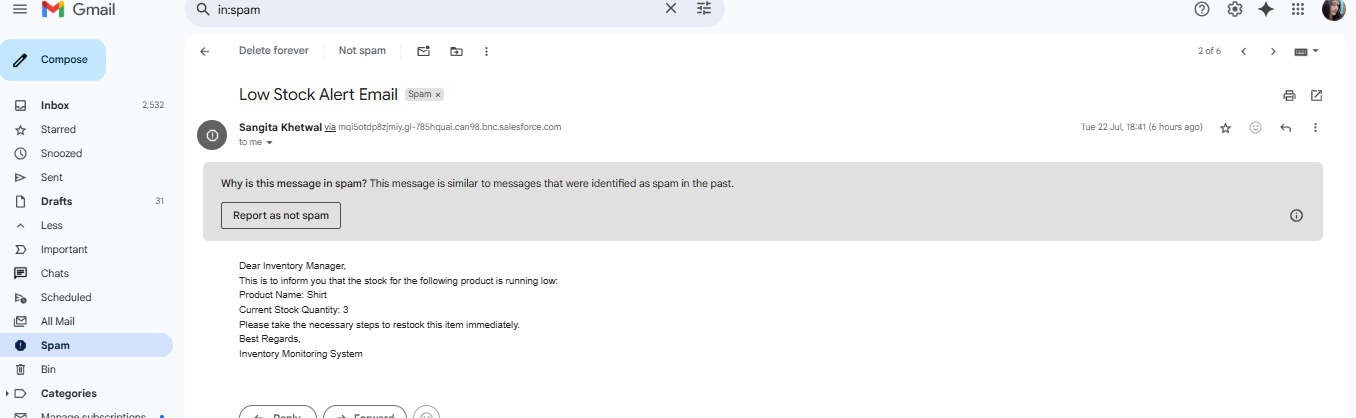 Gmail
in:spam
Compose
Delete forever
Not spam
2 of 6
Inbox 2,532
Starred
Snoozed
Sent
Drafts 31
Less
Important
Chats
Scheduled
All Mail
Spam
Bin
Categories
Manage subscriptions
Low Stock Alert Email Spam x
Sangita Khetwal via mqi5otdp8zjmiy.gl-785hquai.can98.bnc.salesforce.com
Tue 22 Jul, 18:41 (6 hours ago)
to me
Why is this message in spam? This message is similar to messages that were identified as spam in the past.
Report as not spam
Dear Inventory Manager,
This is to inform you that the stock for the following product is running low:
Product Name: Shirt
Current Stock Quantity: 3
Please take the necessary steps to restock this item immediately.
Best Regards,
Inventory Monitoring System
Reply
Forward